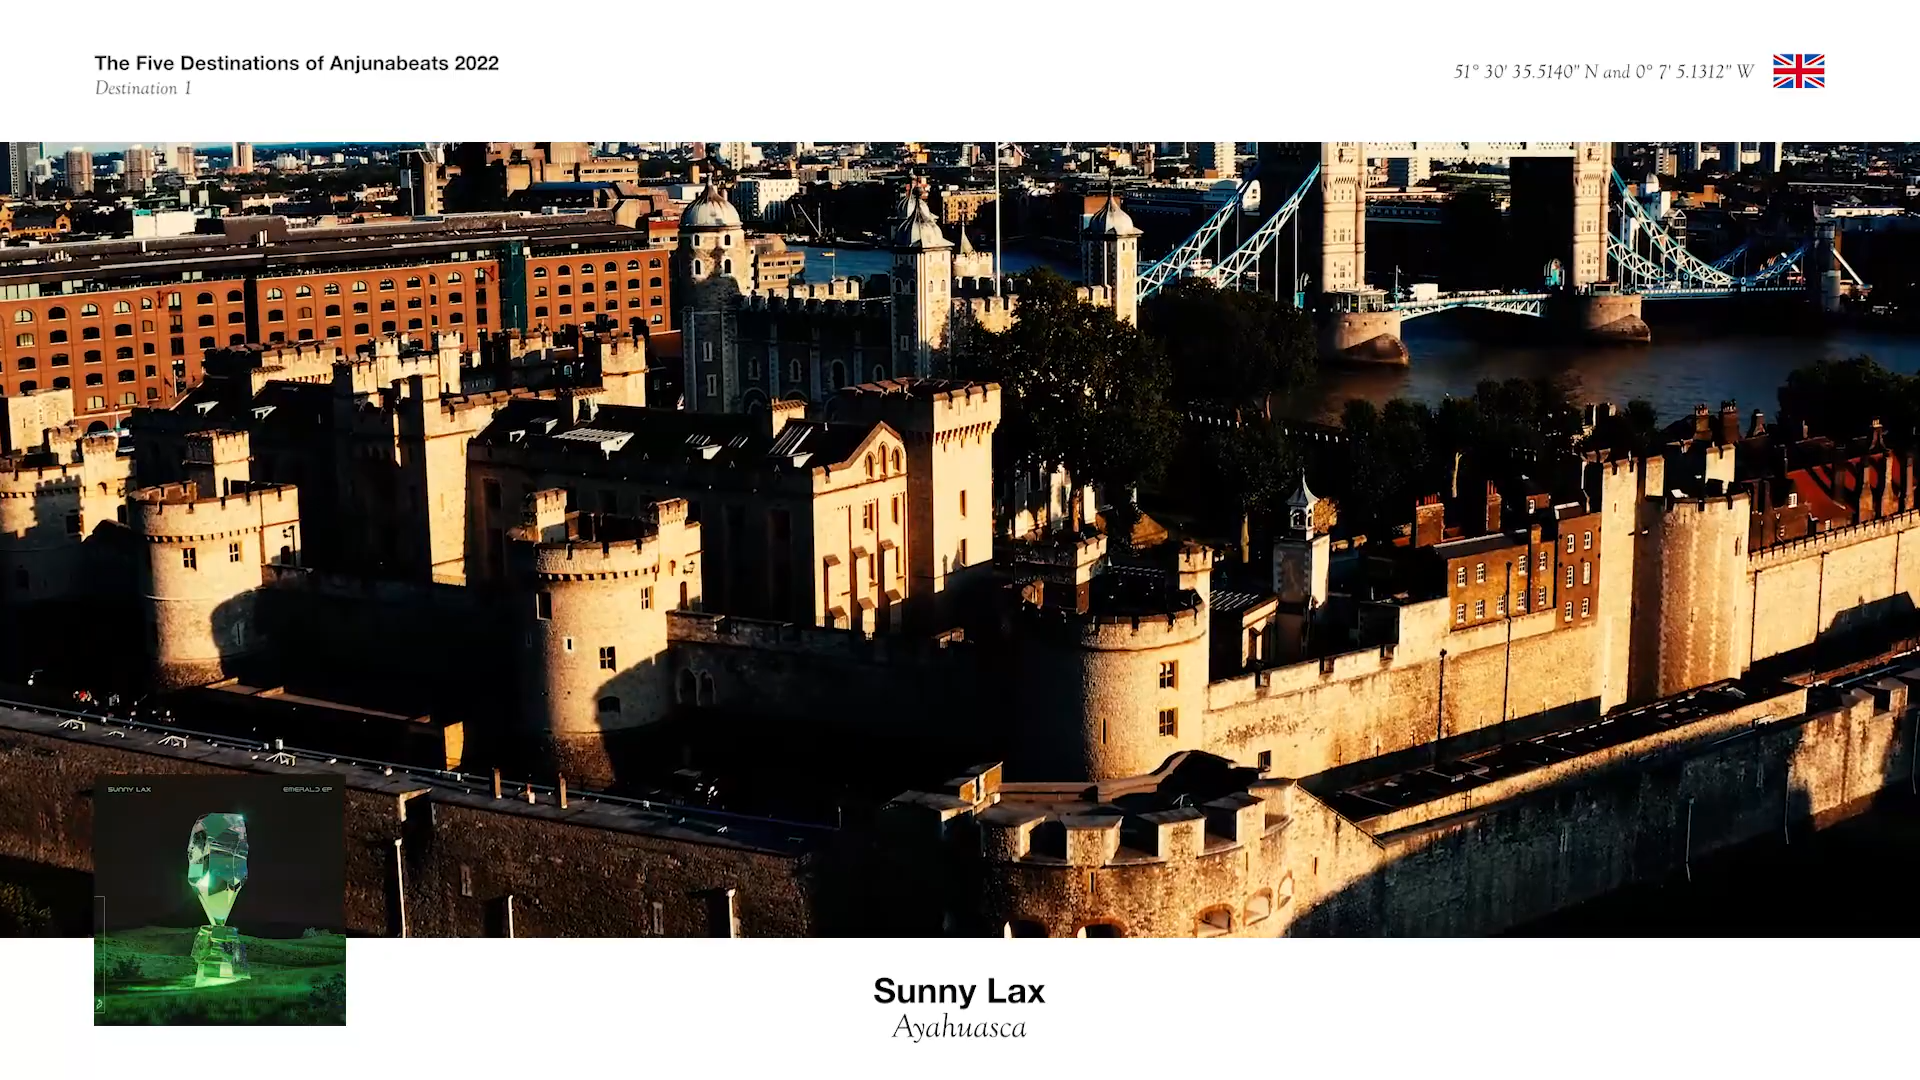 The Five Destinations of Anjunabeats 2022
Destination 1
51° 30' 35.5140" N and 0° 7' 5.1312" W
SUNNY LAX
EMERALD EP
Sunny Lax
Ayahuasca